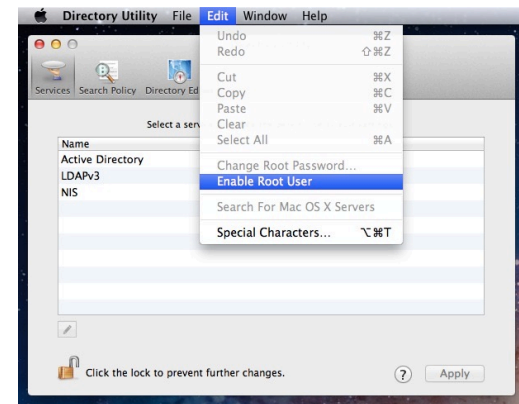 Directory Utility File Edit Window Help
Undo ⌘Z
Redo ⇧⌘Z
Cut ⌘X
Copy ⌘C
Paste ⌘V
Clear
Select All ⌘A
Change Root Password...
Enable Root User
Search For Mac OS X Servers
Special Characters... ⌥⌘T
Services Search Policy Directory Ed
Select a serv
Name
Active Directory
LDAPv3
NIS
Click the lock to prevent further changes.
? Apply